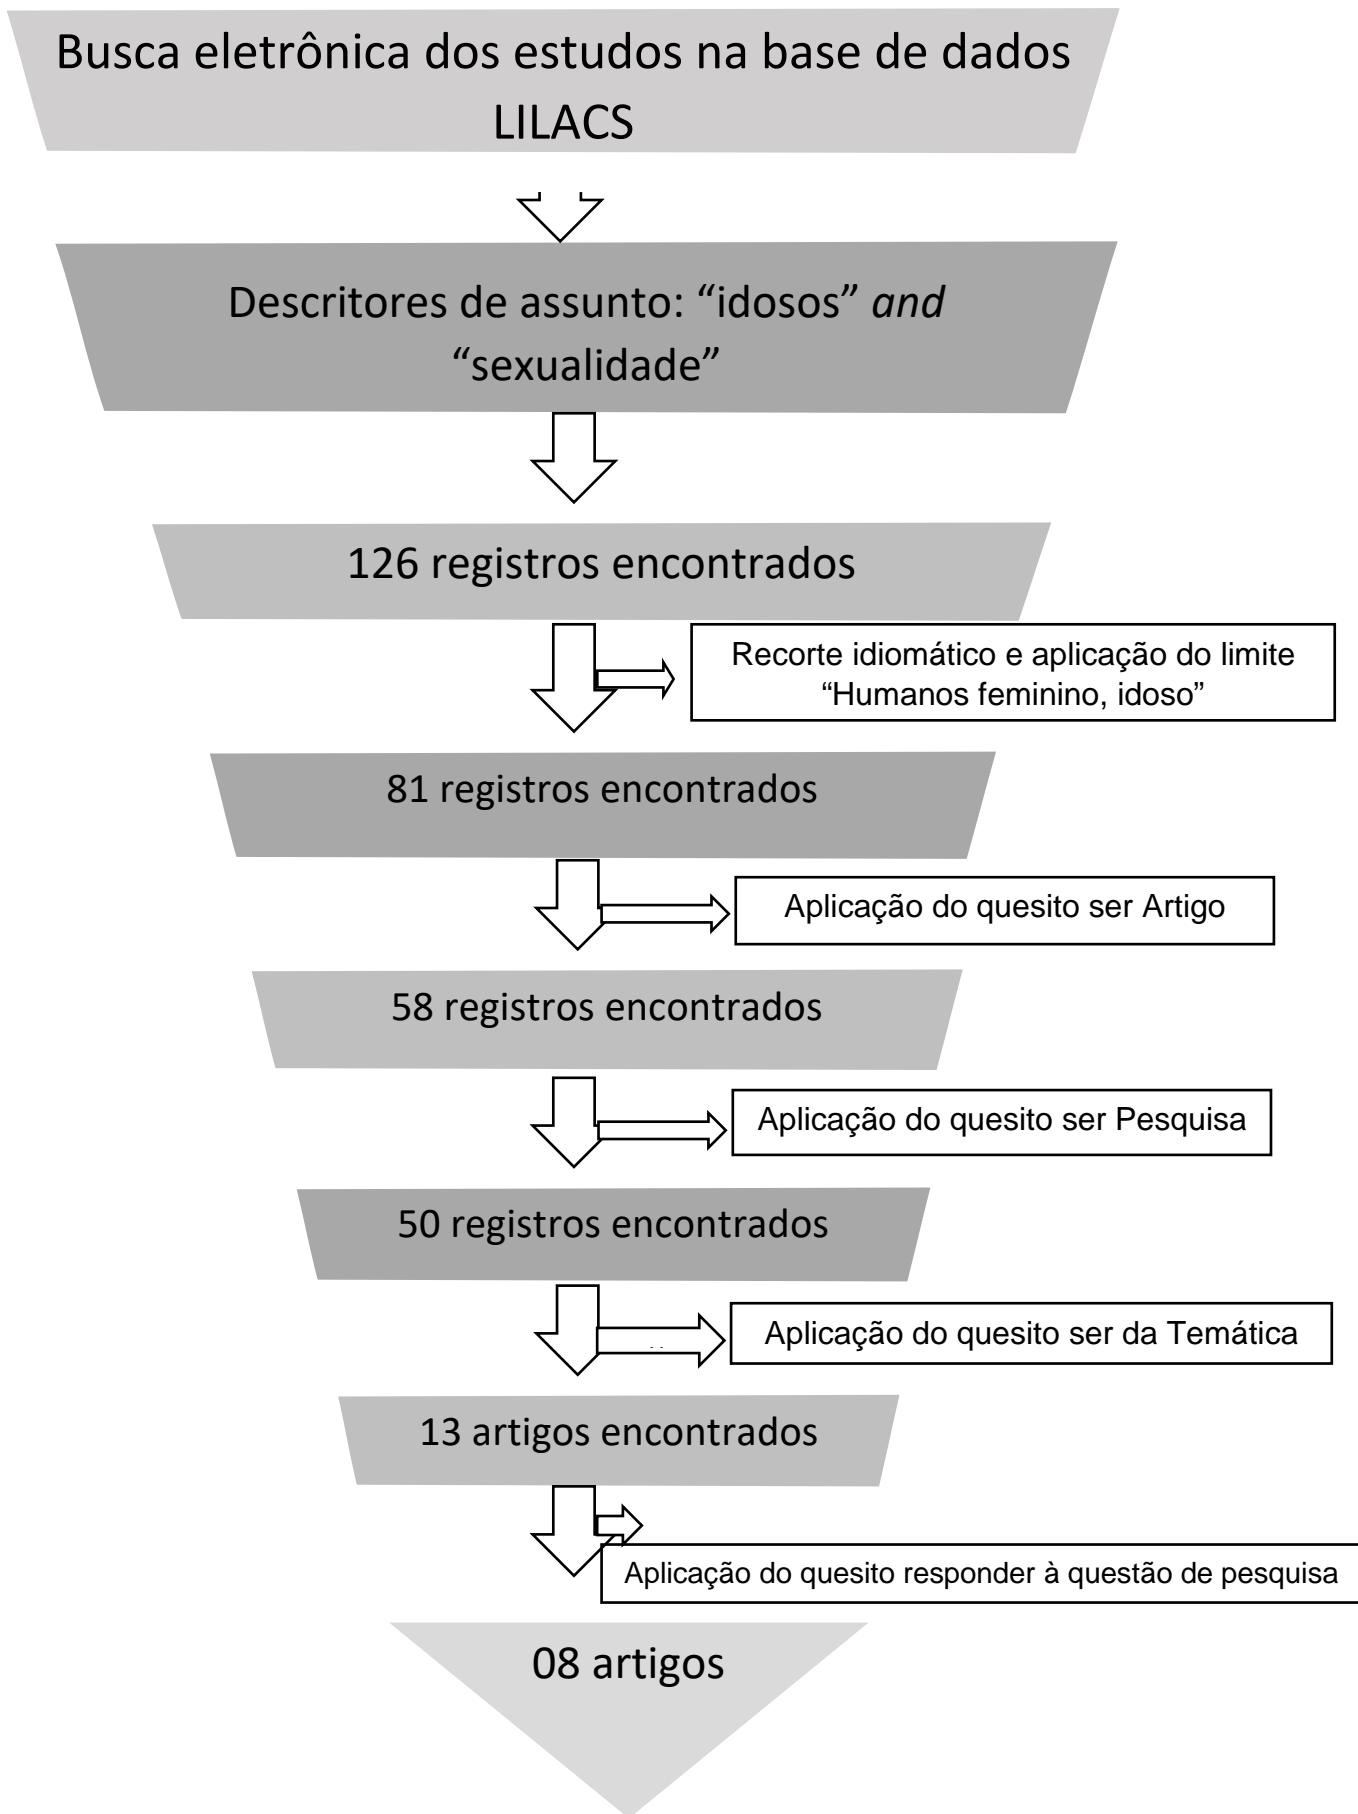 Busca eletrônica dos estudos na base de dados
LILACS
Descritores de assunto: “idosos” and
“sexualidade”
126 registros encontrados
Recorte idiomático e aplicação do limite
“Humanos feminino, idoso”
81 registros encontrados
Aplicação do quesito ser Artigo
58 registros encontrados
Aplicação do quesito ser Pesquisa
50 registros encontrados
Aplicação do quesito ser da Temática
13 artigos encontrados
Aplicação do quesito responder à questão de pesquisa
08 artigos